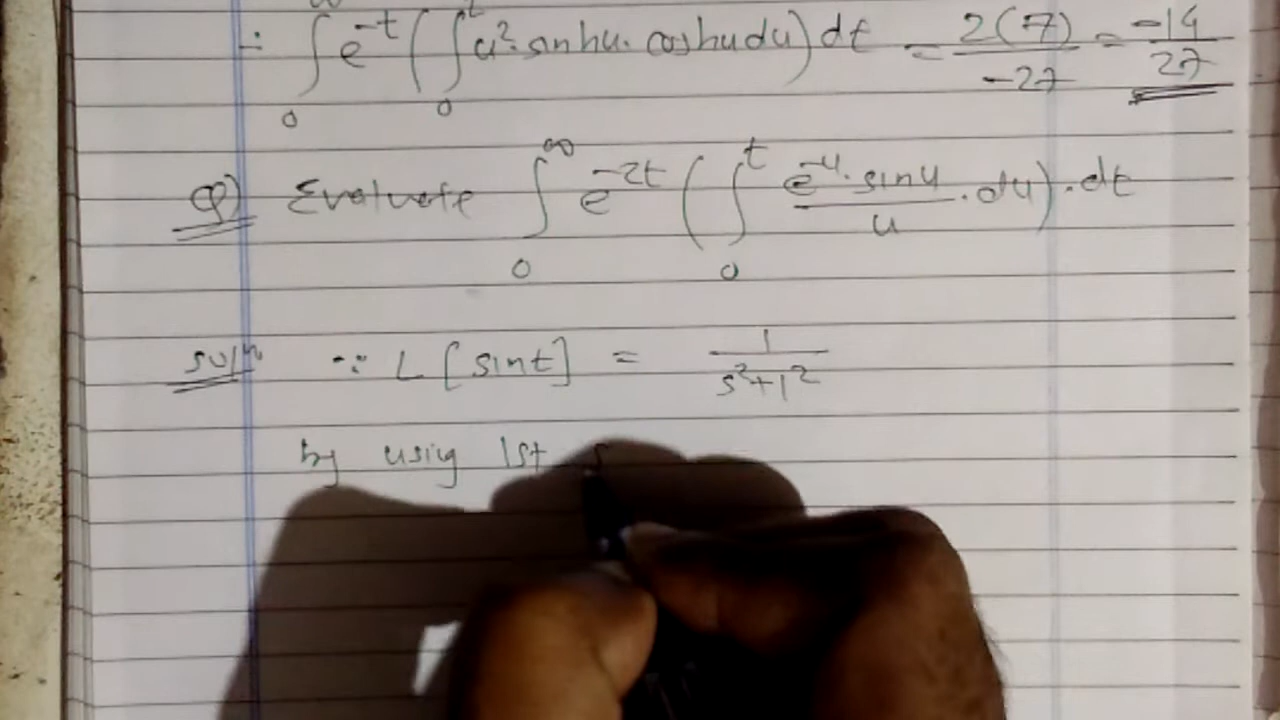 ∴ ∫₀^∞ e^-t (∫₀^t u². sinhu. coshu du) dt = 2(7)/-27 = -14/27
Q) Evaluate ∫₀^∞ e^-2t (∫₀^t e^-u. sinu/u .du).dt
Sol^n ∵ L[sint] = 1/s²+1²
by using 1st s